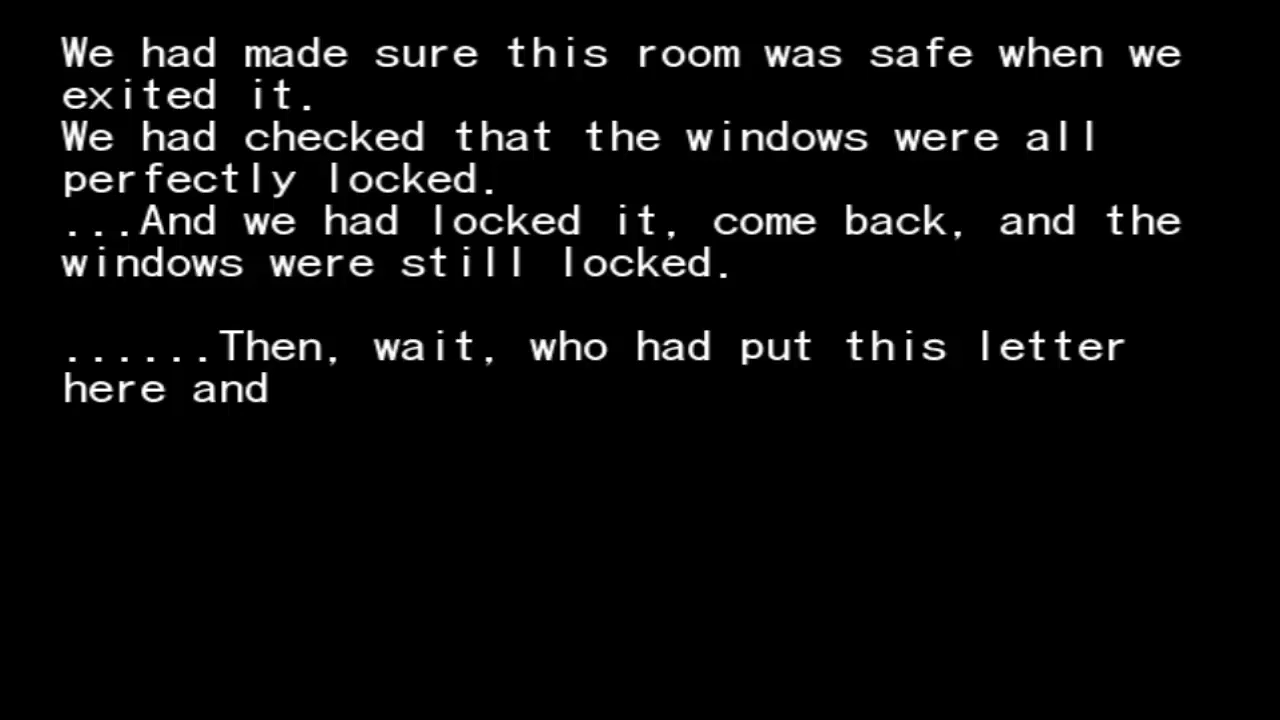 We had made sure this room was safe when we
exited it.
We had checked that the windows were all
perfectly locked.
...And we had locked it, come back, and the
windows were still locked.
......Then, wait, who had put this letter
here and